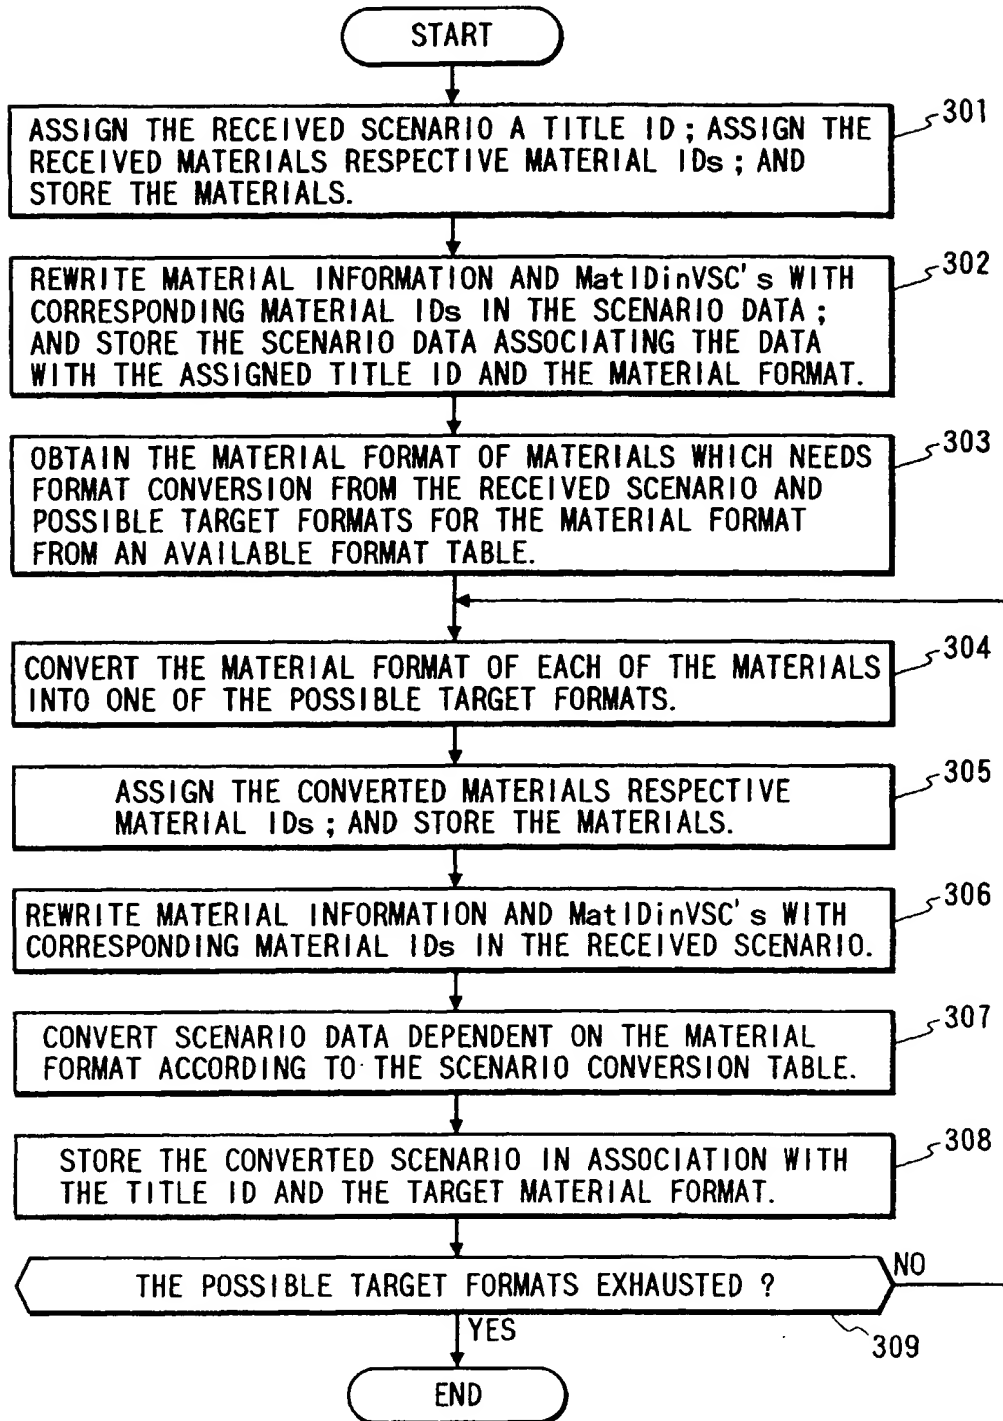 START
301
ASSIGN THE RECEIVED SCENARIO A TITLE ID; ASSIGN THE
RECEIVED MATERIALS RESPECTIVE MATERIAL IDs; AND
STORE THE MATERIALS.
302
REWRITE MATERIAL INFORMATION AND MatIDinVSC's WITH
CORRESPONDING MATERIAL IDs IN THE SCENARIO DATA;
AND STORE THE SCENARIO DATA ASSOCIATING THE DATA
WITH THE ASSIGNED TITLE ID AND THE MATERIAL FORMAT.
303
OBTAIN THE MATERIAL FORMAT OF MATERIALS WHICH NEEDS
FORMAT CONVERSION FROM THE RECEIVED SCENARIO AND
POSSIBLE TARGET FORMATS FOR THE MATERIAL FORMAT
FROM AN AVAILABLE FORMAT TABLE.
304
CONVERT THE MATERIAL FORMAT OF EACH OF THE MATERIALS
INTO ONE OF THE POSSIBLE TARGET FORMATS.
305
ASSIGN THE CONVERTED MATERIALS RESPECTIVE
MATERIAL IDs; AND STORE THE MATERIALS.
306
REWRITE MATERIAL INFORMATION AND MatIDinVSC's WITH
CORRESPONDING MATERIAL IDs IN THE RECEIVED SCENARIO.
307
CONVERT SCENARIO DATA DEPENDENT ON THE MATERIAL
FORMAT ACCORDING TO THE SCENARIO CONVERSION TABLE.
308
STORE THE CONVERTED SCENARIO IN ASSOCIATION WITH
THE TITLE ID AND THE TARGET MATERIAL FORMAT.
NO
THE POSSIBLE TARGET FORMATS EXHAUSTED ?
YES
309
END